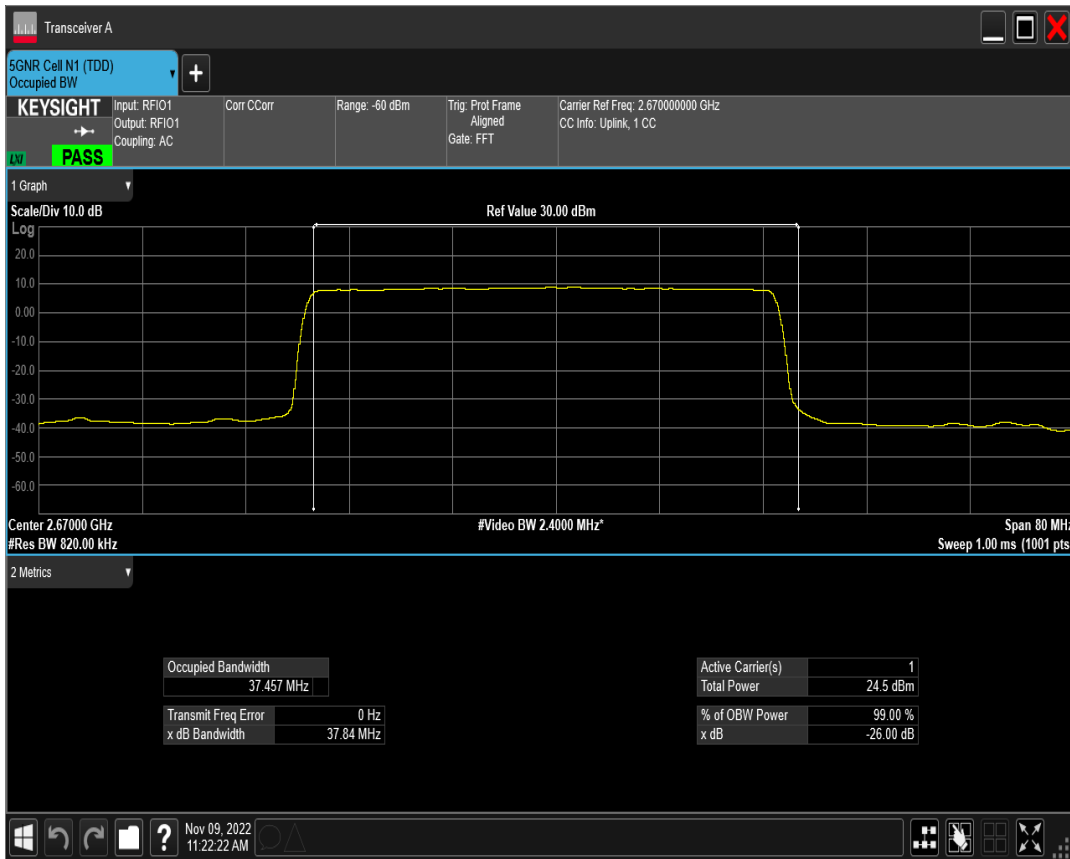 Transceiver A
5GNR Cell N1 (TDD)
Occupied BW
+
KEYSIGHT
LXI
PASS
Input: RFIO1
Output: RFIO1
Coupling: AC
Corr CCorr
Range: -60 dBm
Trig: Prot Frame
Aligned
Gate: FFT
Carrier Ref Freq: 2.670000000 GHz
CC Info: Uplink, 1 CC
1 Graph
Scale/Div 10.0 dB
Ref Value 30.00 dBm
Log
20.0
10.0
0.00
-10.0
-20.0
-30.0
-40.0
-50.0
-60.0
Center 2.67000 GHz
#Video BW 2.4000 MHz*
Span 80 MHz
#Res BW 820.00 kHz
Sweep 1.00 ms (1001 pts
2 Metrics
Occupied Bandwidth
37.457 MHz
Transmit Freq Error 0 Hz
x dB Bandwidth 37.84 MHz
Active Carrier(s) 1
Total Power 24.5 dBm
% of OBW Power 99.00 %
x dB -26.00 dB
?
Nov 09, 2022
11:22:22 AM